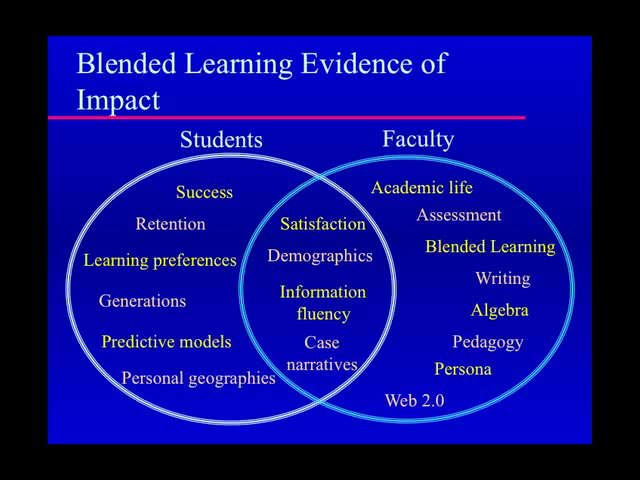 Blended Learning Evidence of
Impact
Students
Faculty
Success
Retention
Learning preferences
Generations
Predictive models
Personal geographies
Satisfaction
Demographics
Information
fluency
Case
narratives
Academic life
Assessment
Blended Learning
Writing
Algebra
Pedagogy
Persona
Web 2.0